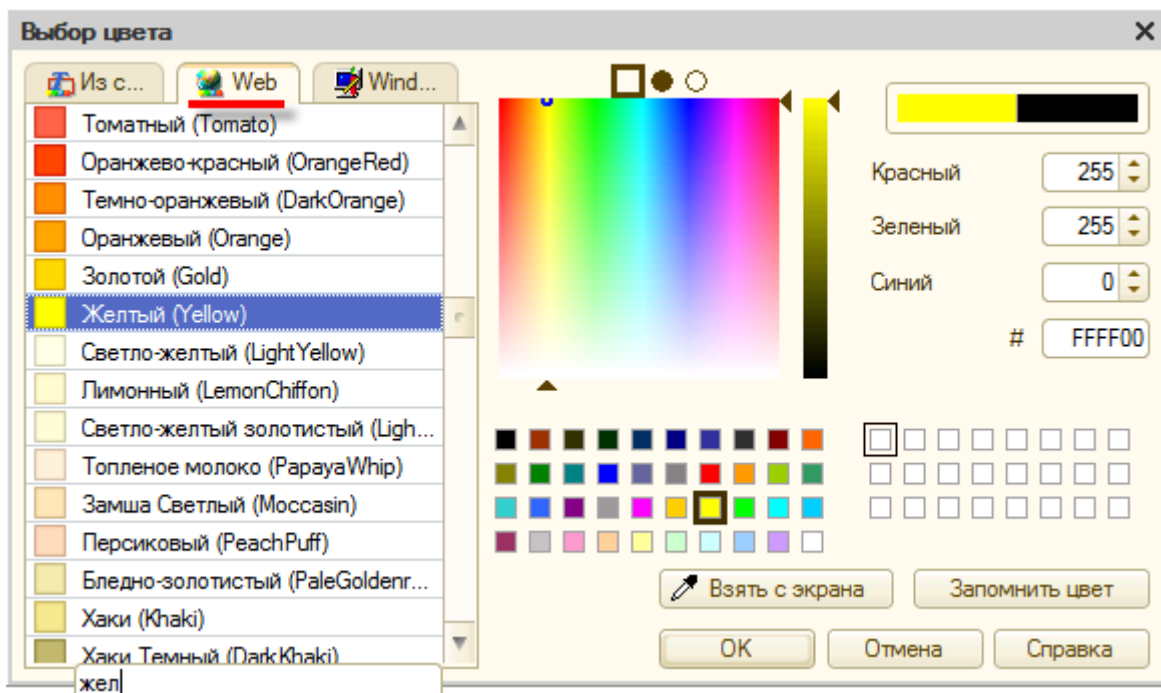 Выбор цвета
Из с... Web Wind...
Томатный (Tomato)
Оранжево-красный (OrangeRed)
Темно-оранжевый (DarkOrange)
Оранжевый (Orange)
Золотой (Gold)
Желтый (Yellow)
Светло-желтый (LightYellow)
Лимонный (LemonChiffon)
Светло-желтый золотистый (Ligh...
Топленое молоко (PapayaWhip)
Замша Светлый (Moccasin)
Персиковый (PeachPuff)
Бледно-золотистый (PaleGoldenr...
Хаки (Khaki)
Хаки Темный (DarkKhaki)
жел
Красный 255
Зеленый 255
Синий 0
# FFFF00
Взять с экрана Запомнить цвет
OK Отмена Справка